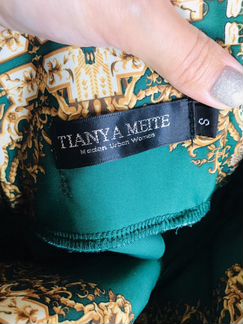 TIANYA MEITE
Modern Urban Women
S